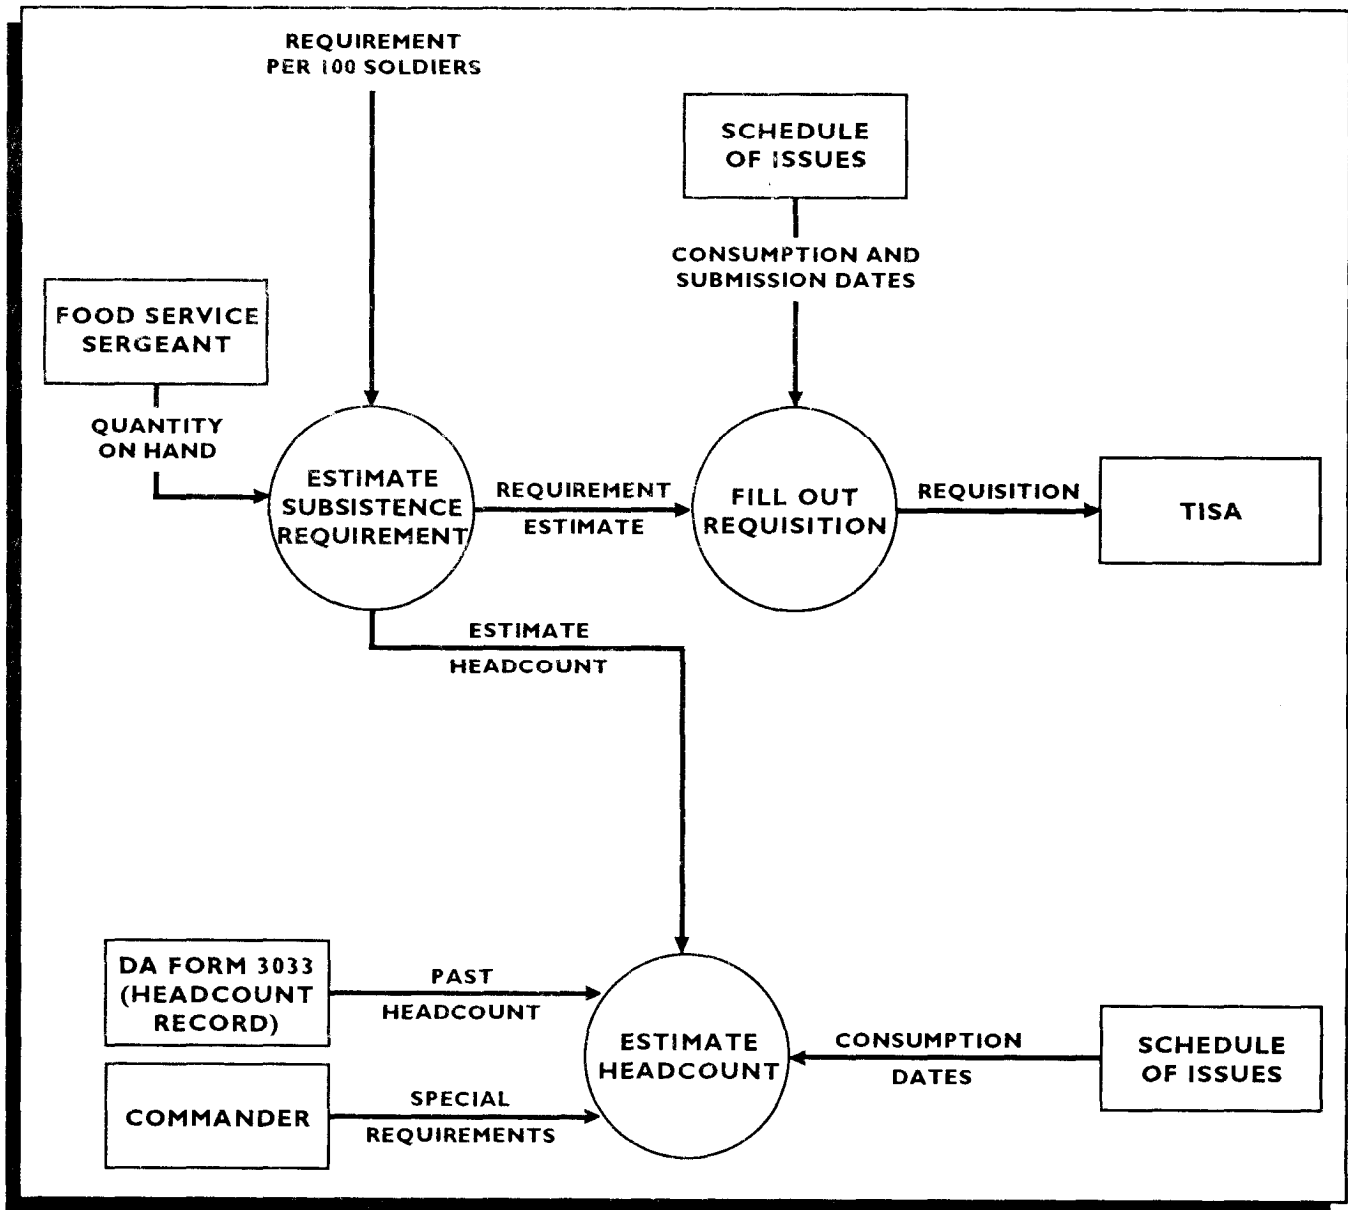 REQUIREMENT
PER 100 SOLDIERS
SCHEDULE
OF ISSUES
CONSUMPTION AND
SUBMISSION DATES
FOOD SERVICE
SERGEANT
QUANTITY
ON HAND
ESTIMATE
SUBSISTENCE
REQUIREMENT
REQUIREMENT
ESTIMATE
FILL OUT
REQUISITION
REQUISITION
TISA
ESTIMATE
HEADCOUNT
DA FORM 3033
(HEADCOUNT
RECORD)
PAST
HEADCOUNT
COMMANDER
SPECIAL
REQUIREMENTS
ESTIMATE
HEADCOUNT
CONSUMPTION
DATES
SCHEDULE
OF ISSUES